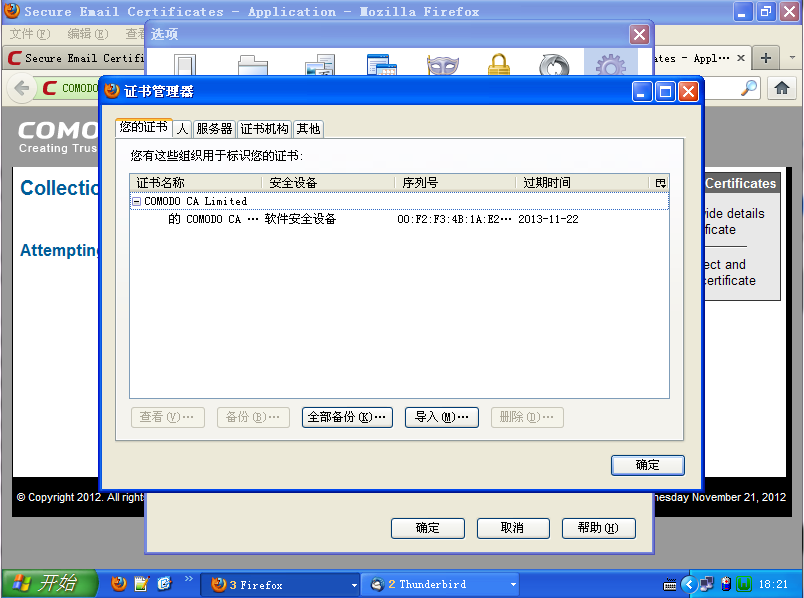 Secure Email Certificates - Application - Mozilla Firefox
文件(F) 编辑(E) 查看
选项
Secure Email Certifi
ates - Appl…
COMODO
证书管理器
COMO
Creating Trus
您的证书 人 服务器 证书机构 其他
您有这些组织用于标识您的证书:
证书名称 安全设备 序列号 过期时间
COMODO CA Limited
的 COMODO CA … 软件安全设备 00:F2:F3:4B:1A:E2… 2013-11-22
Collectio
Attempting
Certificates
vide details
ficate
ect and
certificate
查看(V)… 备份(B)… 全部备份(K)… 导入(M)… 删除(D)…
确定
© Copyright 2012. All rights
nesday November 21, 2012
确定 取消 帮助(H)
开始 » 3 Firefox 2 Thunderbird 18:21